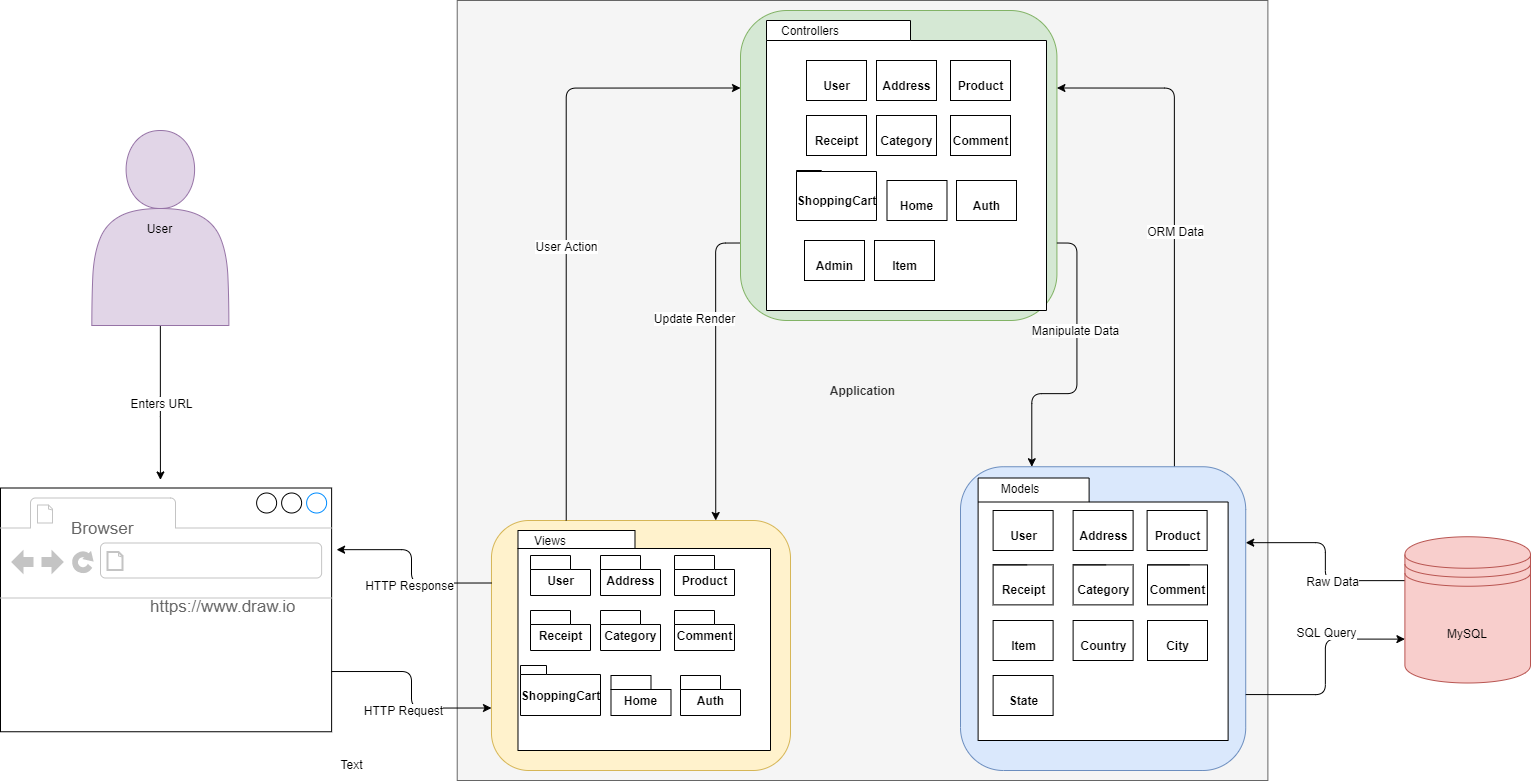 Controllers
User Address Product
Receipt Category Comment
ShoppingCart Home Auth
Admin Item
User
User Action
ORM Data
Update Render
Manipulate Data
Application
Enters URL
Browser
https://www.draw.io
HTTP Response
HTTP Request
Text
Views
User Address Product
Receipt Category Comment
ShoppingCart Home Auth
Models
User Address Product
Receipt Category Comment
Item Country City
State
Raw Data
SQL Query
MySQL